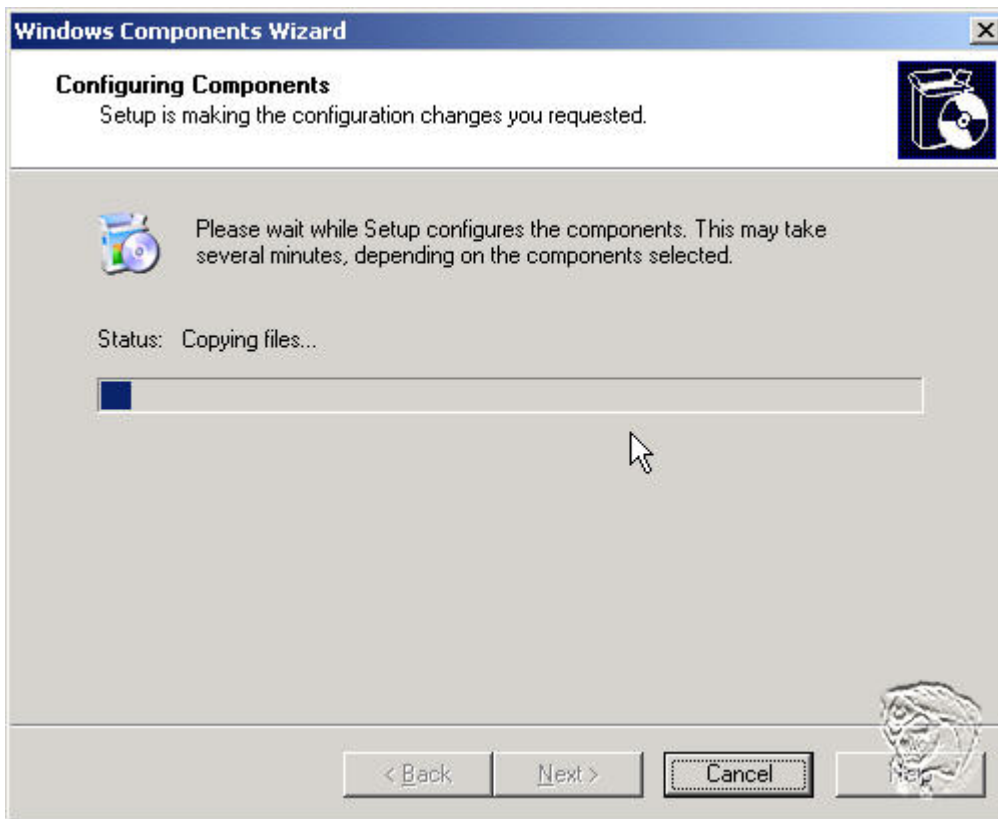 Windows Components Wizard
Configuring Components
Setup is making the configuration changes you requested.
Please wait while Setup configures the components. This may take
several minutes, depending on the components selected.
Status: Copying files...
< Back Next > Cancel Help